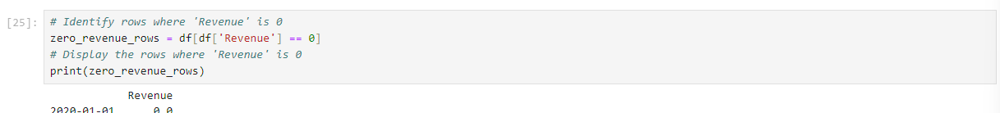 [25]:
# Identify rows where 'Revenue' is 0
zero_revenue_rows = df[df['Revenue'] == 0]
# Display the rows where 'Revenue' is 0
print(zero_revenue_rows)
Revenue
2020-01-01 0.0